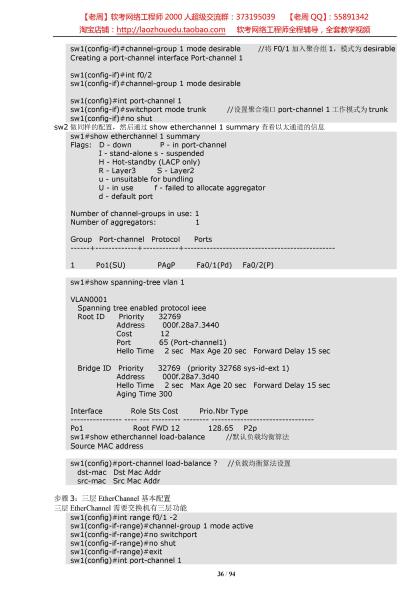 【老周】软考网络工程师 2000 人超级交流群：373195039 【老周 QQ】: 55891342
淘宝店铺：http://laozhouedu.taobao.com 软考网络工程师全程辅导，全套教学视频
sw1(config-if)#channel-group 1 mode desirable //将 F0/1 加入聚合组 1，模式为 desirable
Creating a port-channel interface Port-channel 1
sw1(config-if)#int f0/2
sw1(config-if)#channel-group 1 mode desirable
sw1(config)#int port-channel 1
sw1(config-if)#switchport mode trunk //设置聚合端口 port-channel 1 工作模式为 trunk
sw1(config-if)#no shut
sw2 做同样的配置，然后通过 show etherchannel 1 summary 查看以太通道的信息
sw1#show etherchannel 1 summary
Flags: D - down P - in port-channel
I - stand-alone s - suspended
H - Hot-standby (LACP only)
R - Layer3 S - Layer2
u - unsuitable for bundling
U - in use f - failed to allocate aggregator
d - default port
Number of channel-groups in use: 1
Number of aggregators: 1
Group Port-channel Protocol Ports
------+-------------+-----------+----------------------------------------------
1 Po1(SU) PAgP Fa0/1(Pd) Fa0/2(P)
sw1#show spanning-tree vlan 1
VLAN0001
Spanning tree enabled protocol ieee
Root ID Priority 32769
Address 000f.28a7.3440
Cost 12
Port 65 (Port-channel1)
Hello Time 2 sec Max Age 20 sec Forward Delay 15 sec
Bridge ID Priority 32769 (priority 32768 sys-id-ext 1)
Address 000f.28a7.3d40
Hello Time 2 sec Max Age 20 sec Forward Delay 15 sec
Aging Time 300
Interface Role Sts Cost Prio.Nbr Type
---------------- ---- --- --------- -------- --------------------------------
Po1 Root FWD 12 128.65 P2p
sw1#show etherchannel load-balance //默认负载均衡算法
Source MAC address
sw1(config)#port-channel load-balance ? //负载均衡算法设置
dst-mac Dst Mac Addr
src-mac Src Mac Addr
步骤 3：三层 EtherChannel 基本配置
三层 EtherChannel 需要交换机有三层功能
sw1(config)#int range f0/1 -2
sw1(config-if-range)#channel-group 1 mode active
sw1(config-if-range)#no switchport
sw1(config-if-range)#no shut
sw1(config-if-range)#exit
sw1(config)#int port-channel 1
36 / 94